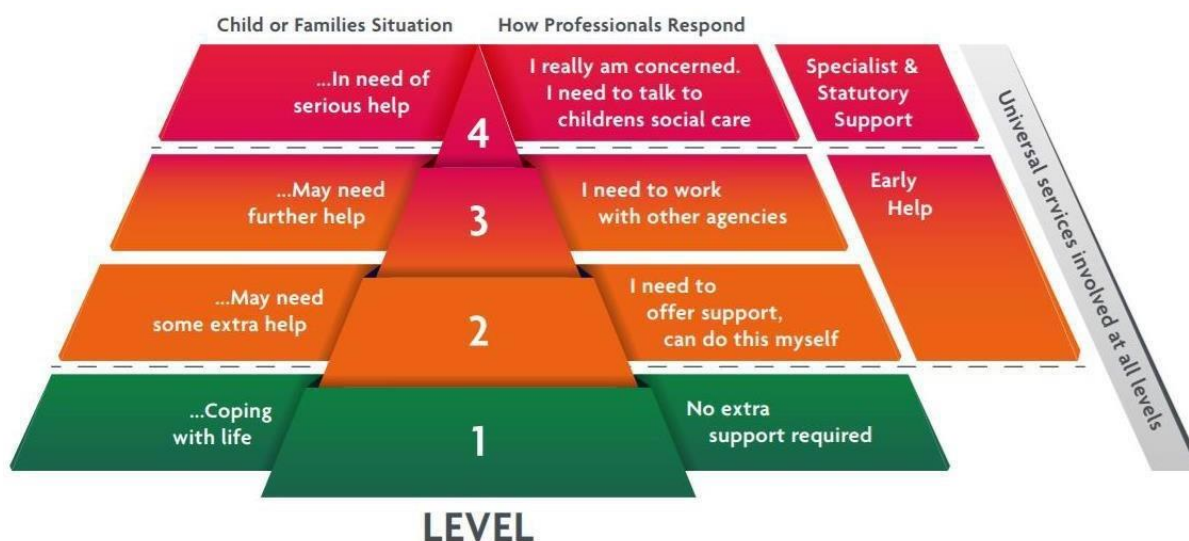 Child or Families Situation
How Professionals Respond
...In need of
serious help
4
I really am concerned.
I need to talk to
childrens social care
Specialist &
Statutory
Support
...May need
further help
3
I need to work
with other agencies
Early
Help
...May need
some extra help
2
I need to
offer support,
can do this myself
...Coping
with life
1
No extra
support required
Universal services involved at all levels
LEVEL